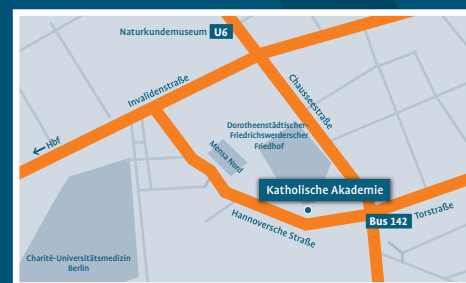 Naturkundemuseum U6
Invalidenstraße
Chausseestraße
← Hbf
Dorotheenstädtischer-
Friedrichswerderscher
Friedhof
Mensa Nord
Katholische Akademie
Hannoversche Straße
Bus 142
Torstraße
Charité-Universitätsmedizin
Berlin